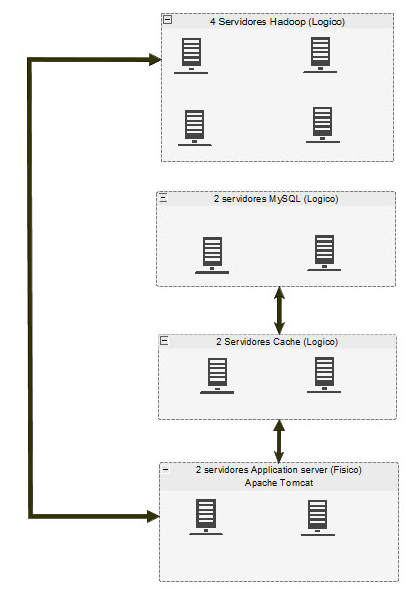 4 Servidores Hadoop (Logico)
2 servidores MySQL (Logico)
2 Servidores Cache (Logico)
2 servidores Application server (Fisico)
Apache Tomcat